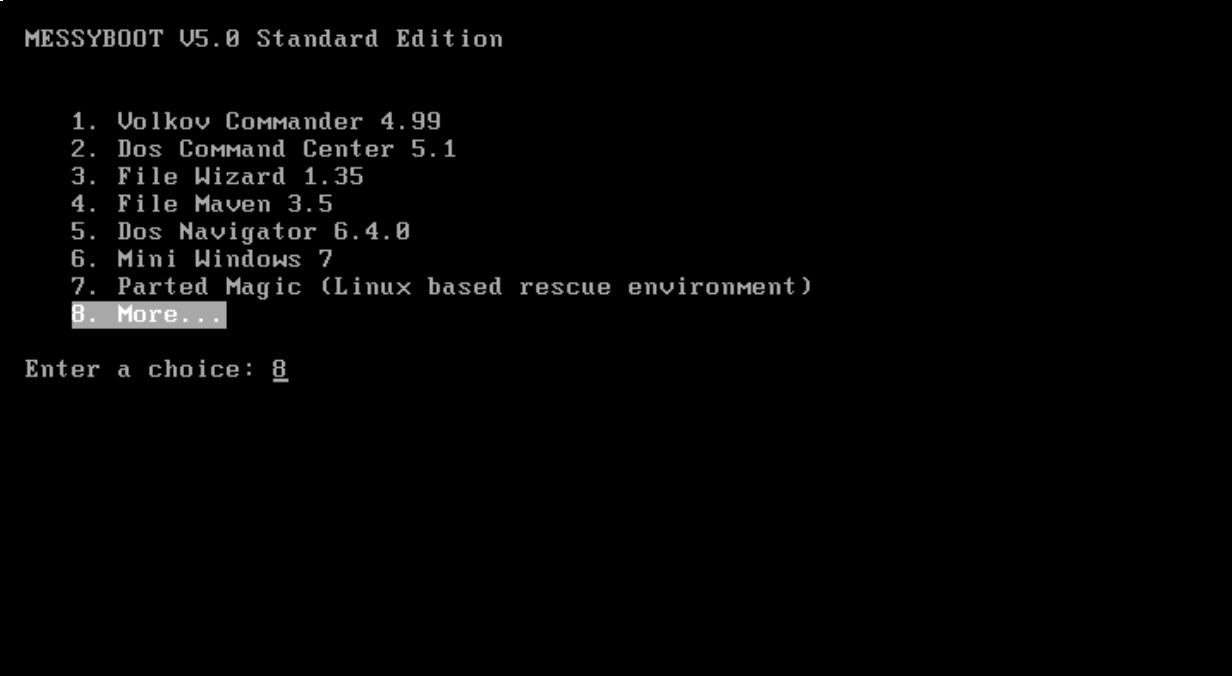 MESSYBOOT V5.0 Standard Edition
1. Volkov Commander 4.99
2. Dos Command Center 5.1
3. File Wizard 1.35
4. File Maven 3.5
5. Dos Navigator 6.4.0
6. Mini Windows 7
7. Parted Magic (Linux based rescue environment)
8. More...
Enter a choice: 8